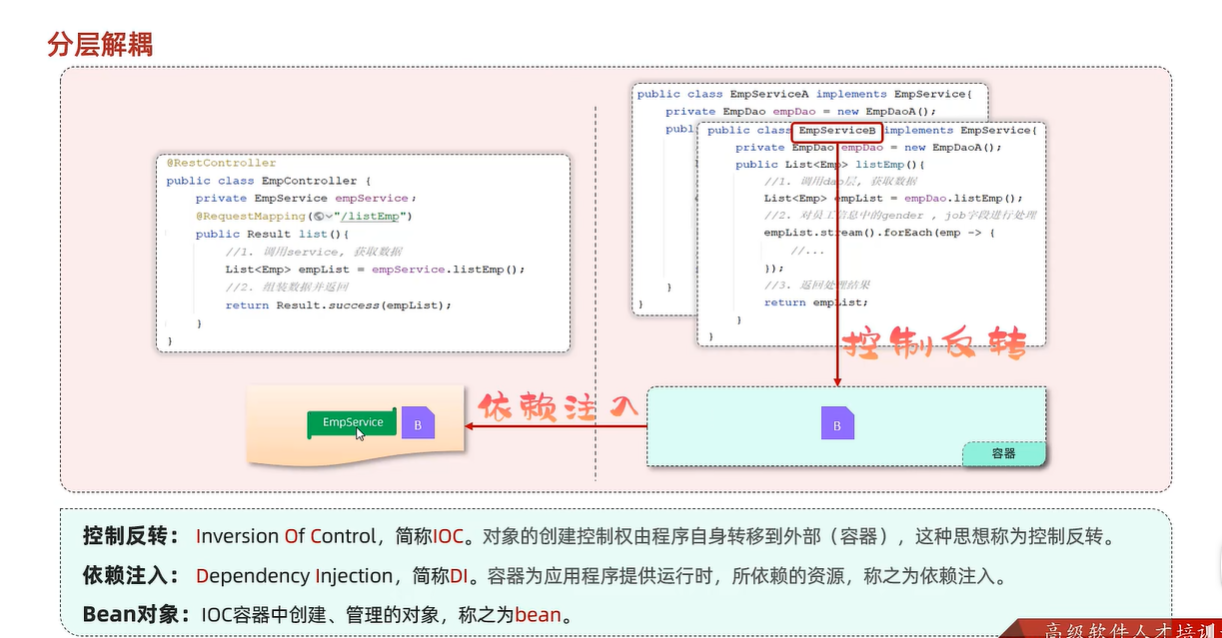 分层解耦
@RestController
public class EmpController {
private EmpService empService;
@RequestMapping("/listEmp")
public Result list(){
//1. 调用service, 获取数据
List<Emp> empList = empService.listEmp();
//2. 组装数据并返回
return Result.success(empList);
}
}
public class EmpServiceA implements EmpService{
private EmpDao empDao = new EmpDaoA();
publ
}
}
public class EmpServiceB implements EmpService{
private EmpDao empDao = new EmpDaoA();
public List<Emp> listEmp(){
//1. 调用dao层, 获取数据
List<Emp> empList = empDao.listEmp();
//2. 对员工信息中的gender , job字段进行处理
empList.stream().forEach(emp -> {
//...
});
//3. 返回处理结果
return empList;
}
}
控制反转
依赖注入
EmpService
B
B
容器
控制反转： Inversion Of Control，简称IOC。对象的创建控制权由程序自身转移到外部（容器），这种思想称为控制反转。
依赖注入： Dependency Injection，简称DI。容器为应用程序提供运行时，所依赖的资源，称之为依赖注入。
Bean对象：IOC容器中创建、管理的对象，称之为bean。
高级软件人才培训